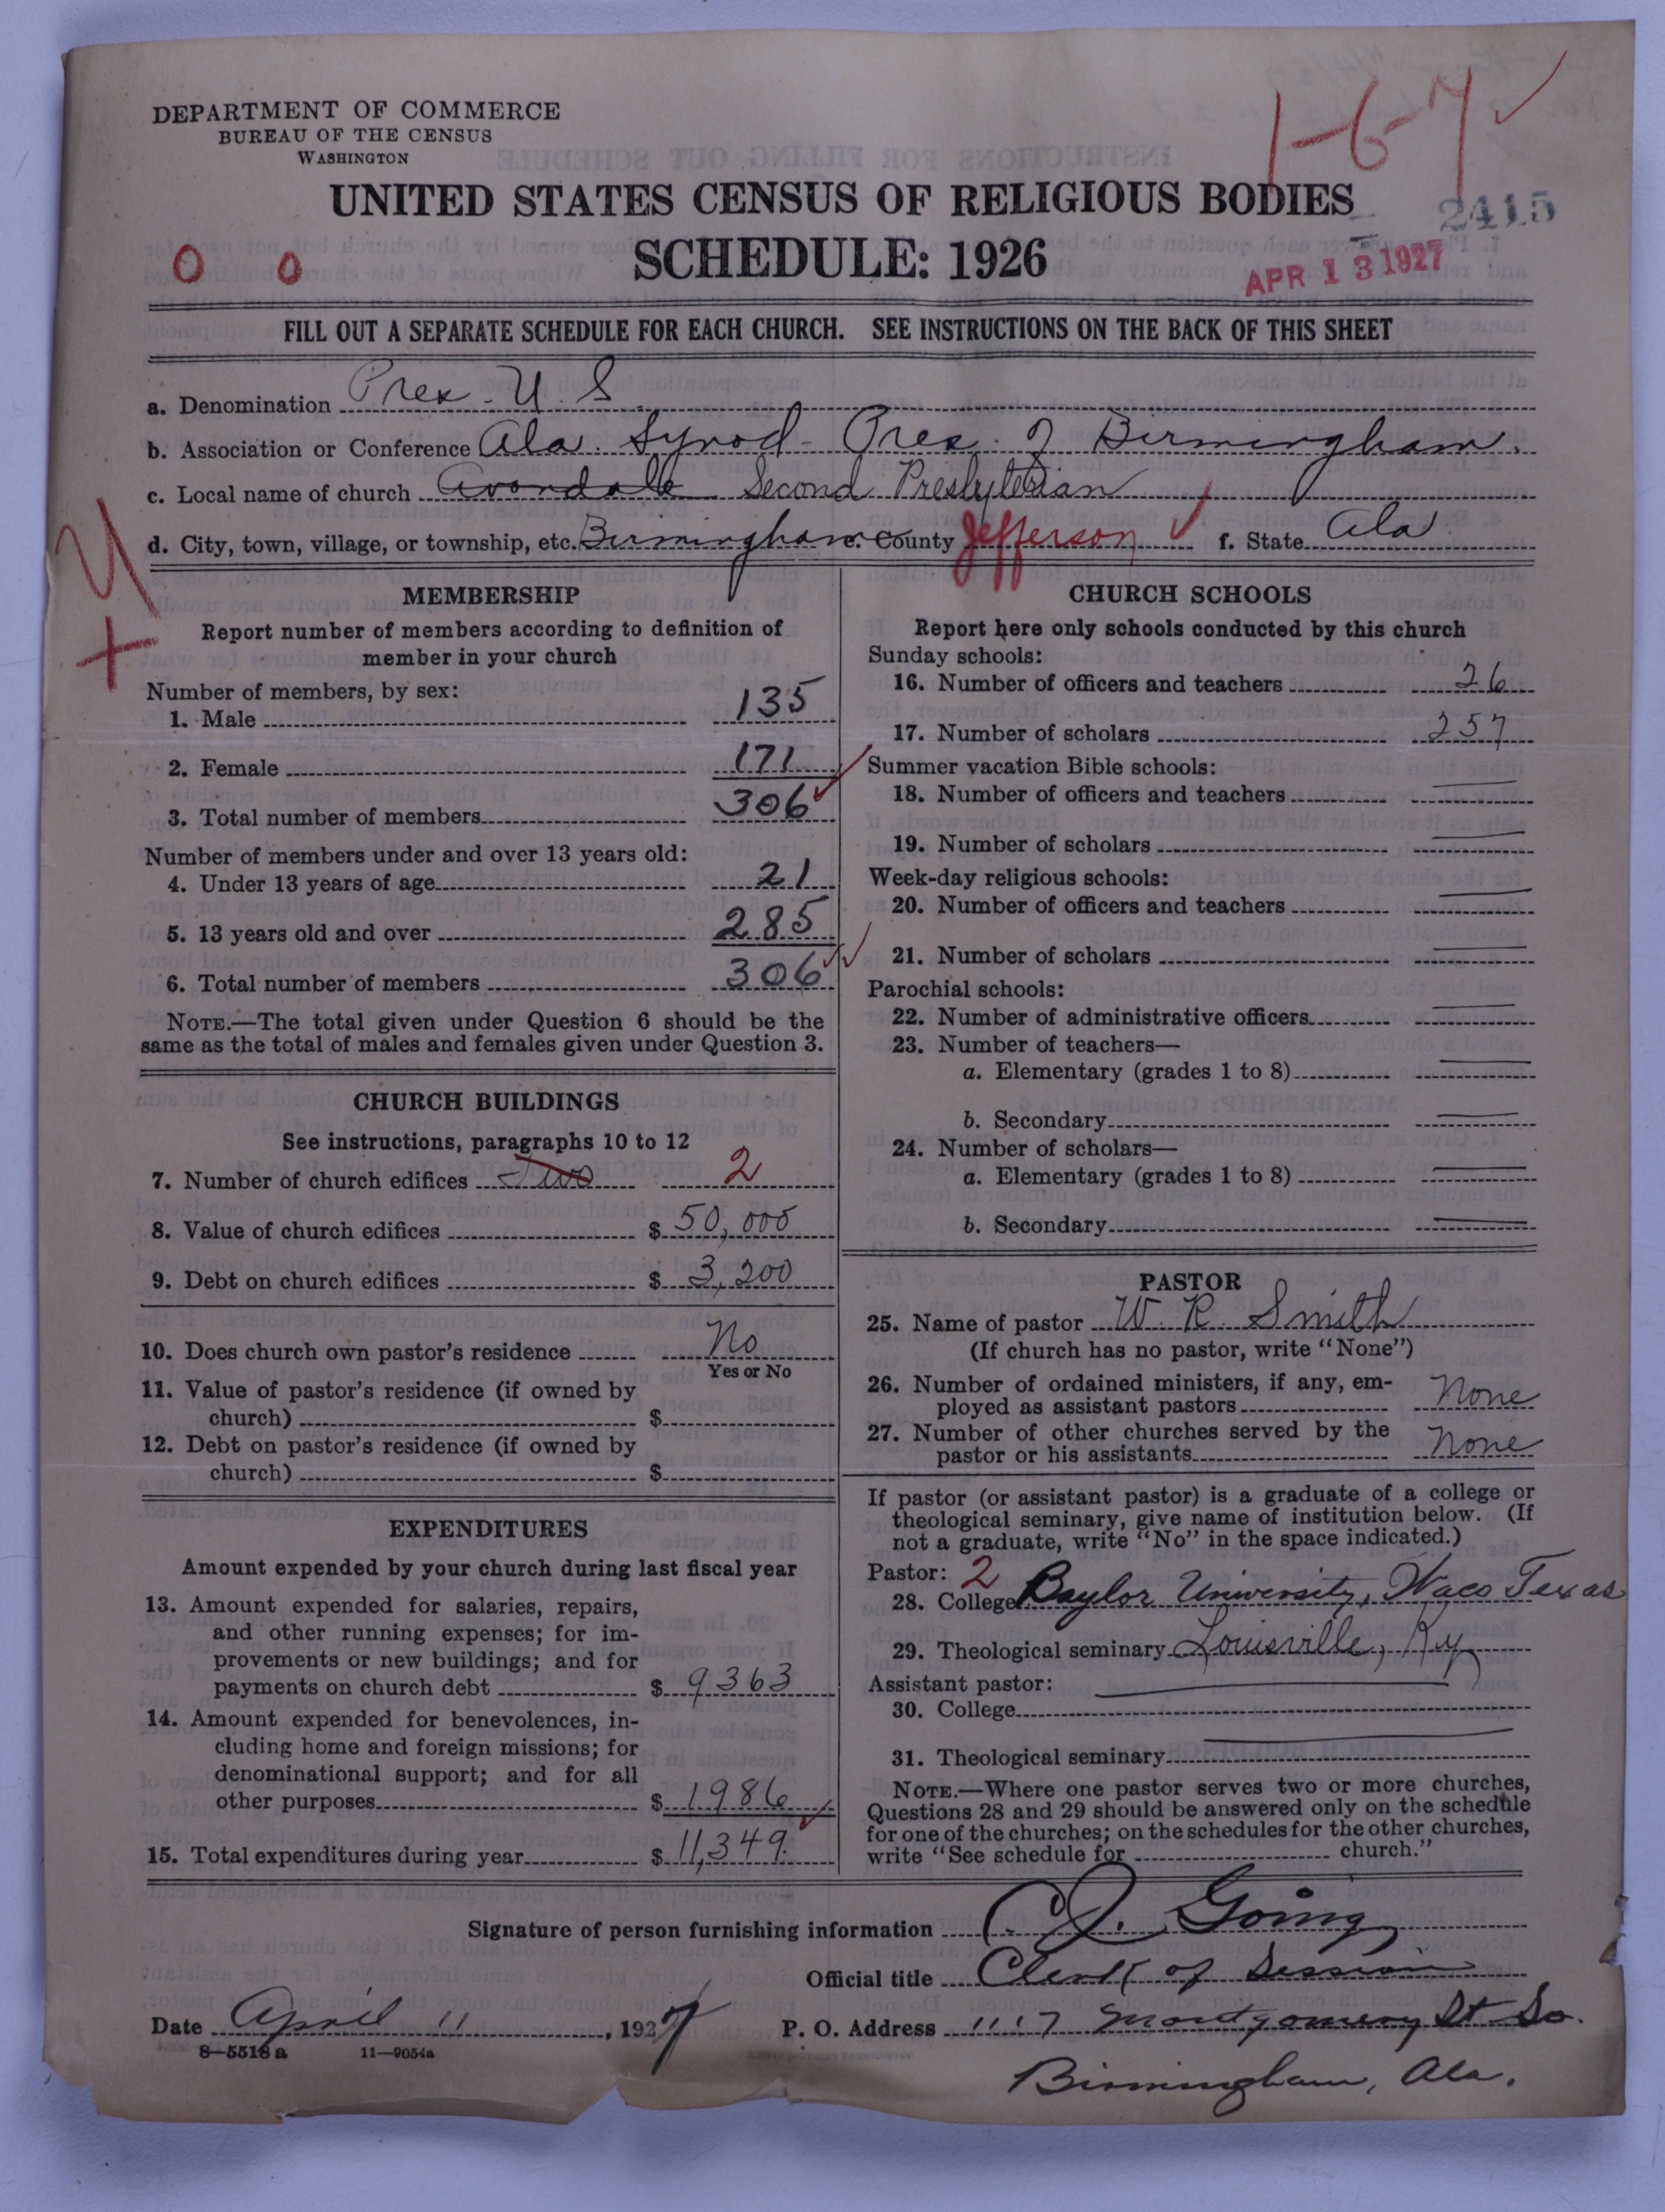 DEPARTMENT OF COMMERCE
BUREAU OF THE CENSUS
WASHINGTON
1-6-7
UNITED STATES CENSUS OF RELIGIOUS BODIES
2415
SCHEDULE: 1926
0 0
APR 13 1927
FILL OUT A SEPARATE SCHEDULE FOR EACH CHURCH. SEE INSTRUCTIONS ON THE BACK OF THIS SHEET
a. Denomination Pres. U. S.
b. Association or Conference Ala. Synod - Pres. of Birmingham.
c. Local name of church Avondale Second Presbyterian
d. City, town, village, or township, etc. Birmingham e. County Jefferson f. State Ala
MEMBERSHIP
Report number of members according to definition of
member in your church
Number of members, by sex:
1. Male 135
2. Female 171
3. Total number of members 306
Number of members under and over 13 years old:
4. Under 13 years of age 21
5. 13 years old and over 285
6. Total number of members 306
NOTE.—The total given under Question 6 should be the
same as the total of males and females given under Question 3.
CHURCH BUILDINGS
See instructions, paragraphs 10 to 12
7. Number of church edifices Two 2
8. Value of church edifices $ 50,000
9. Debt on church edifices $ 3,200
10. Does church own pastor's residence No
Yes or No
11. Value of pastor's residence (if owned by
church) $
12. Debt on pastor's residence (if owned by
church) $
EXPENDITURES
Amount expended by your church during last fiscal year
13. Amount expended for salaries, repairs,
and other running expenses; for im-
provements or new buildings; and for
payments on church debt $ 9363
14. Amount expended for benevolences, in-
cluding home and foreign missions; for
denominational support; and for all
other purposes $ 1986
15. Total expenditures during year $ 11,349.
CHURCH SCHOOLS
Report here only schools conducted by this church
Sunday schools:
16. Number of officers and teachers 26
17. Number of scholars 257
Summer vacation Bible schools:
18. Number of officers and teachers
19. Number of scholars
Week-day religious schools:
20. Number of officers and teachers
21. Number of scholars
Parochial schools:
22. Number of administrative officers
23. Number of teachers—
a. Elementary (grades 1 to 8)
b. Secondary
24. Number of scholars—
a. Elementary (grades 1 to 8)
b. Secondary
PASTOR
25. Name of pastor W. R. Smith
(If church has no pastor, write "None")
26. Number of ordained ministers, if any, em-
ployed as assistant pastors None
27. Number of other churches served by the
pastor or his assistants None
If pastor (or assistant pastor) is a graduate of a college or
theological seminary, give name of institution below. (If
not a graduate, write "No" in the space indicated.)
Pastor: 2
28. College Baylor University, Waco Texas
29. Theological seminary Louisville, Ky
Assistant pastor:
30. College
31. Theological seminary
NOTE.—Where one pastor serves two or more churches,
Questions 28 and 29 should be answered only on the schedule
for one of the churches; on the schedules for the other churches,
write "See schedule for church."
Signature of person furnishing information C. J. Going
Official title Clerk of Session
Date April 11, 1927 P. O. Address 1117 Montgomery St So.
8—5518 a 11—9054a
Birmingham, Ala.